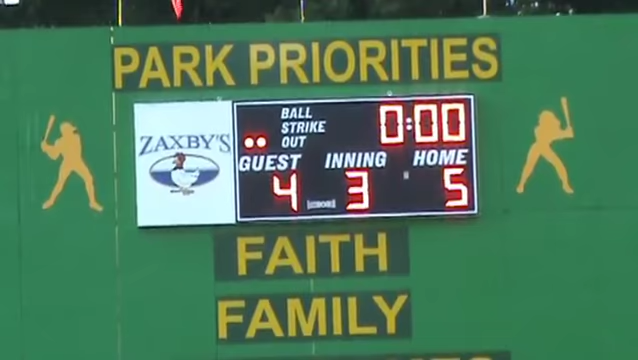 PARK PRIORITIES
ZAXBY'S
BALL
STRIKE
OUT
0:00
GUEST INNING HOME
4 3 5
FAITH
FAMILY